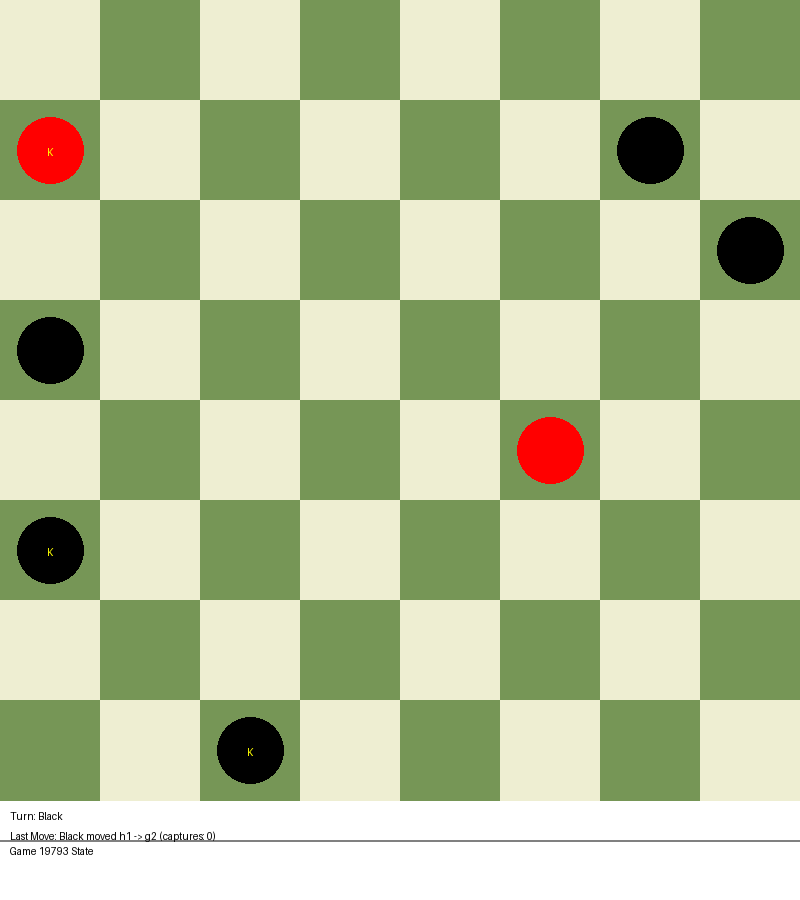 K
K
K
Turn: Black
Last Move: Black moved h1 -> g2 (captures: 0)
Game 19793 State